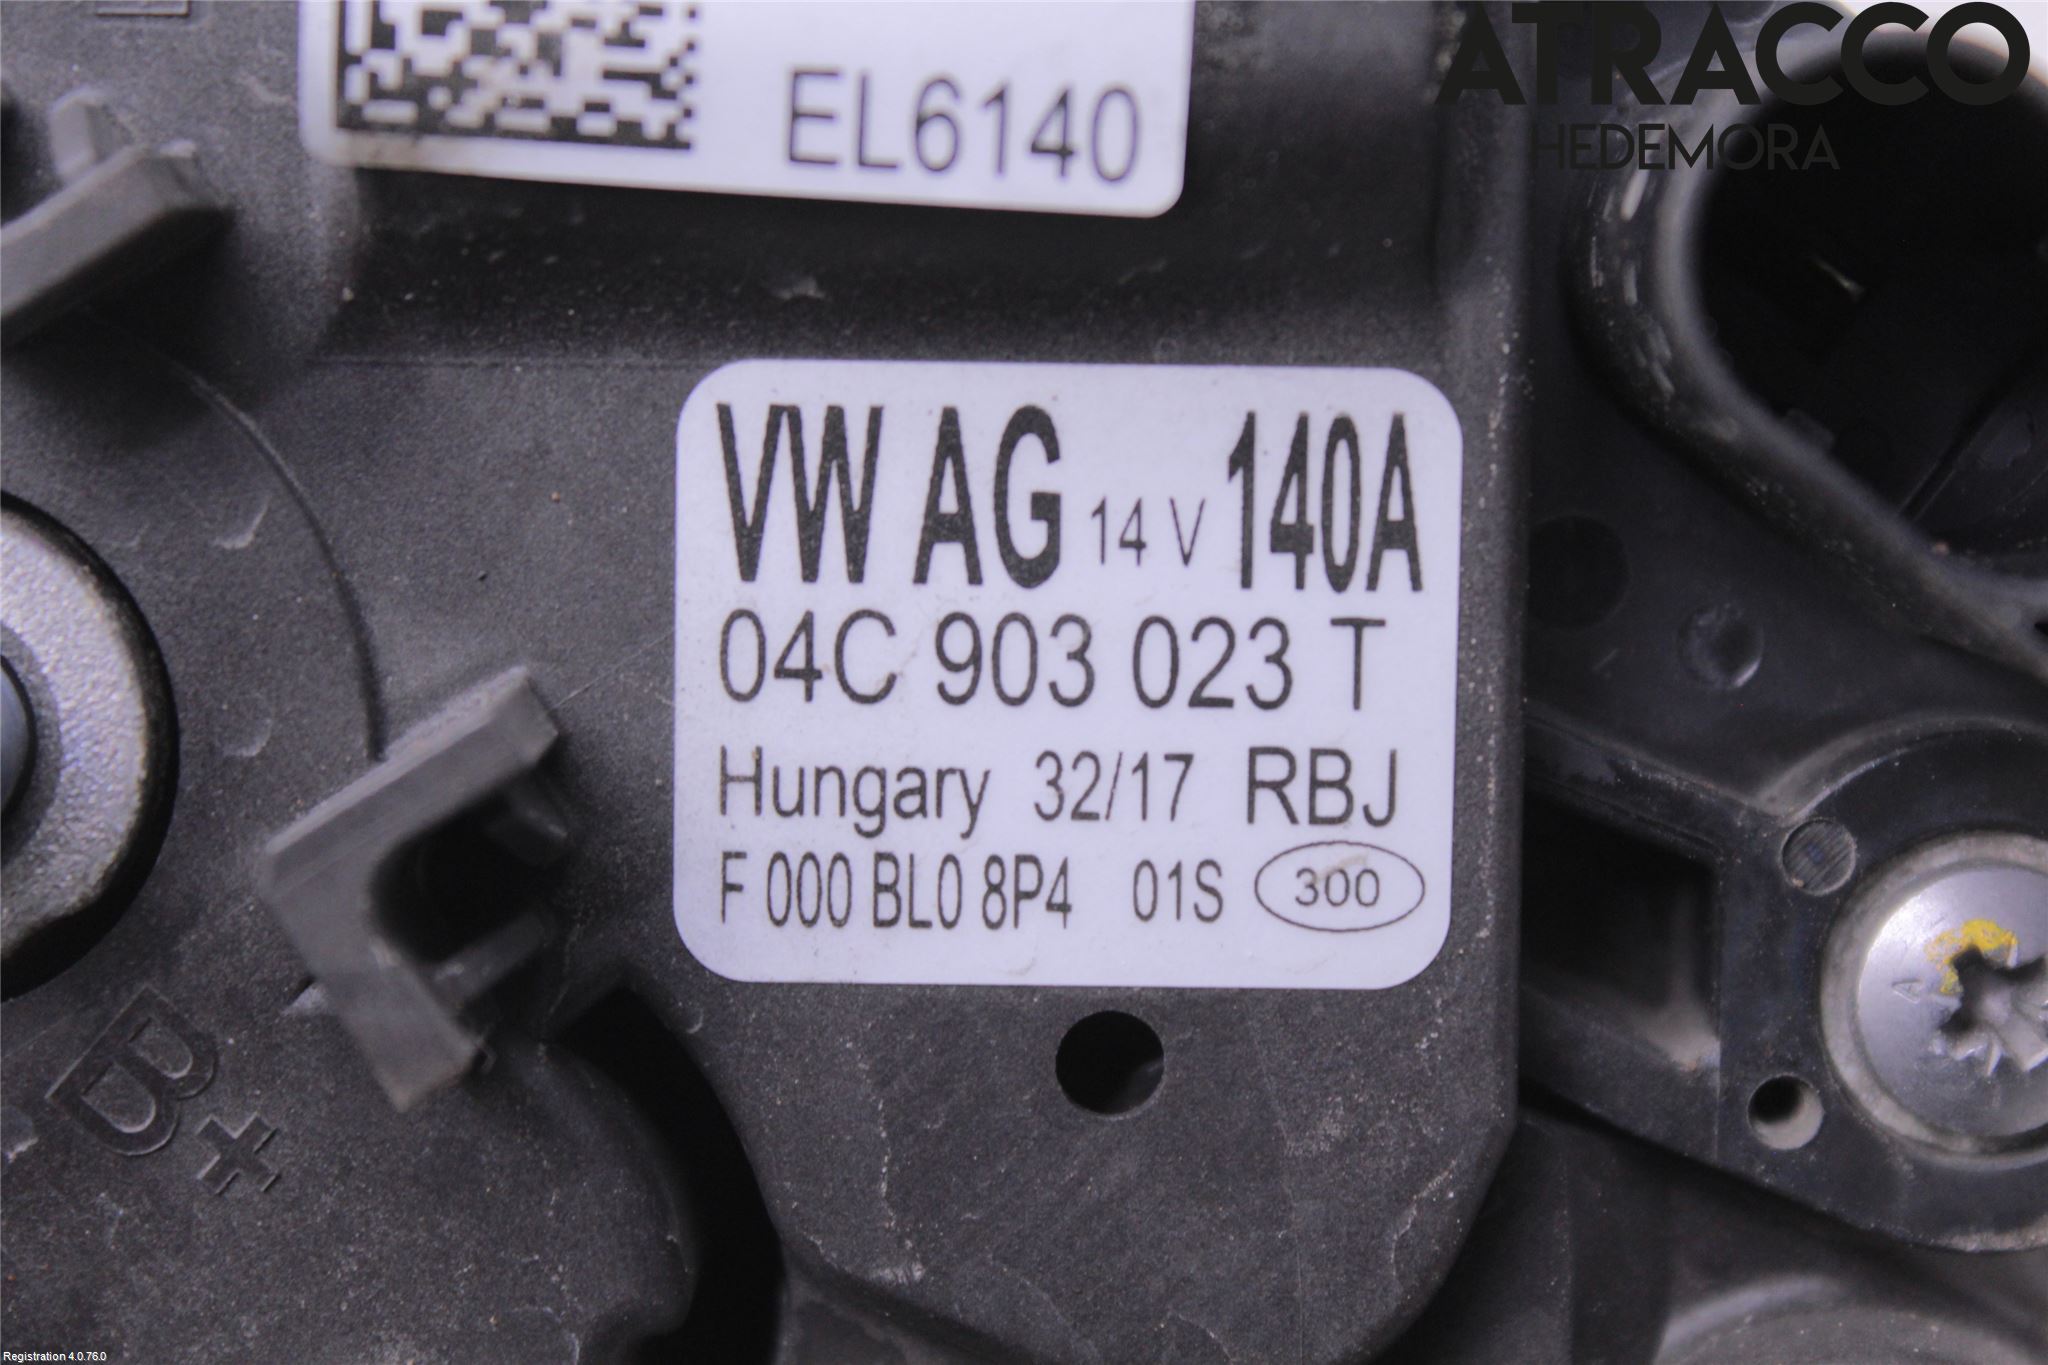 ATRACCO
HEDEMORA
EL6140
VW AG 14 V 140A
04C 903 023 T
Hungary 32/17 RBJ
F 000 BL0 8P4 01S 300
B+
Registration 4.0.76.0